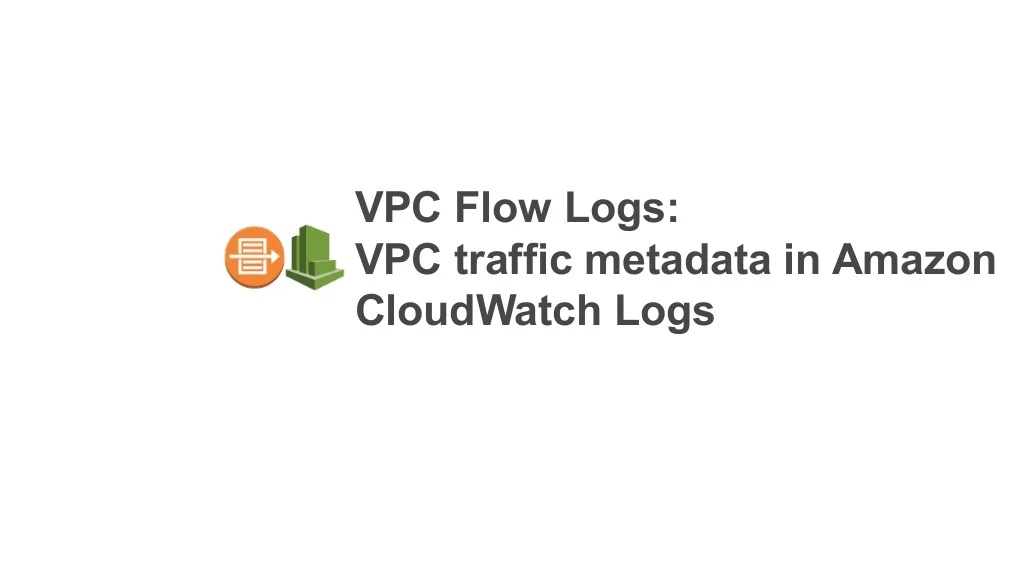 VPC Flow Logs:
VPC traffic metadata in Amazon
CloudWatch Logs